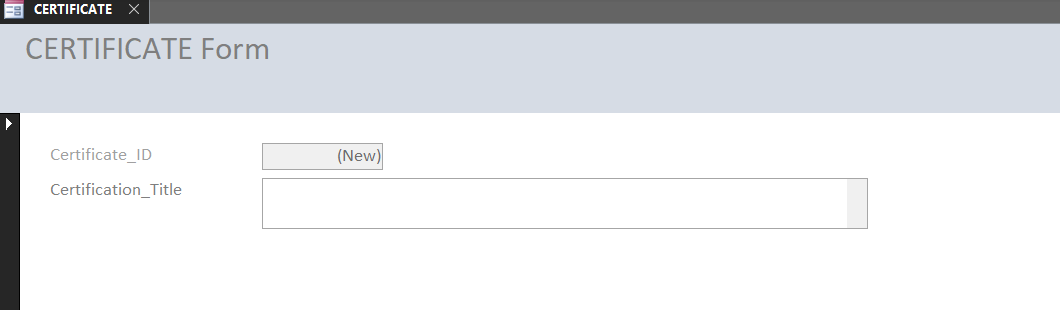 CERTIFICATE
CERTIFICATE Form
Certificate_ID (New)
Certification_Title